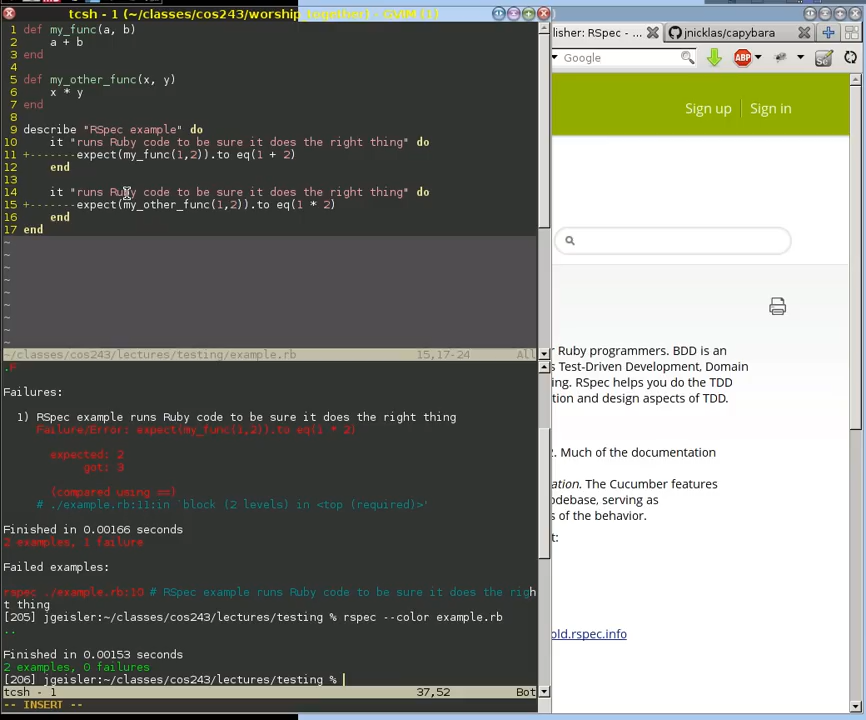 tcsh - 1 (~/classes/cos243/worship_together) - GVIM (1)
1 def my_func(a, b)
2     a + b
3 end
4
5 def my_other_func(x, y)
6     x * y
7 end
8
9 describe "RSpec example" do
10     it "runs Ruby code to be sure it does the right thing" do
11 +-------expect(my_func(1,2)).to eq(1 + 2)
12     end
13
14     it "runs Ruby code to be sure it does the right thing" do
15 +-------expect(my_other_func(1,2)).to eq(1 * 2)
16     end
17 end
~
~
~
~
~
~
~
~
~
~/classes/cos243/lectures/testing/example.rb 15,17-24 All
.F
Failures:
1) RSpec example runs Ruby code to be sure it does the right thing
Failure/Error: expect(my_func(1,2)).to eq(1 * 2)
expected: 2
got: 3
(compared using ==)
# ./example.rb:11:in `block (2 levels) in <top (required)>'
Finished in 0.00166 seconds
2 examples, 1 failure
Failed examples:
rspec ./example.rb:10 # RSpec example runs Ruby code to be sure it does the righ
t thing
[205] jgeisler:~/classes/cos243/lectures/testing % rspec --color example.rb
..
Finished in 0.00153 seconds
2 examples, 0 failures
[206] jgeisler:~/classes/cos243/lectures/testing %
tcsh - 1 37,52 Bot
-- INSERT --
lisher: RSpec - ... jnicklas/capybara
Google ABP
Sign up Sign in
r Ruby programmers. BDD is an
s Test-Driven Development, Domain
ing. RSpec helps you do the TDD
tion and design aspects of TDD.
2. Much of the documentation
ation. The Cucumber features
odebase, serving as
s of the behavior.
t:
old.rspec.info